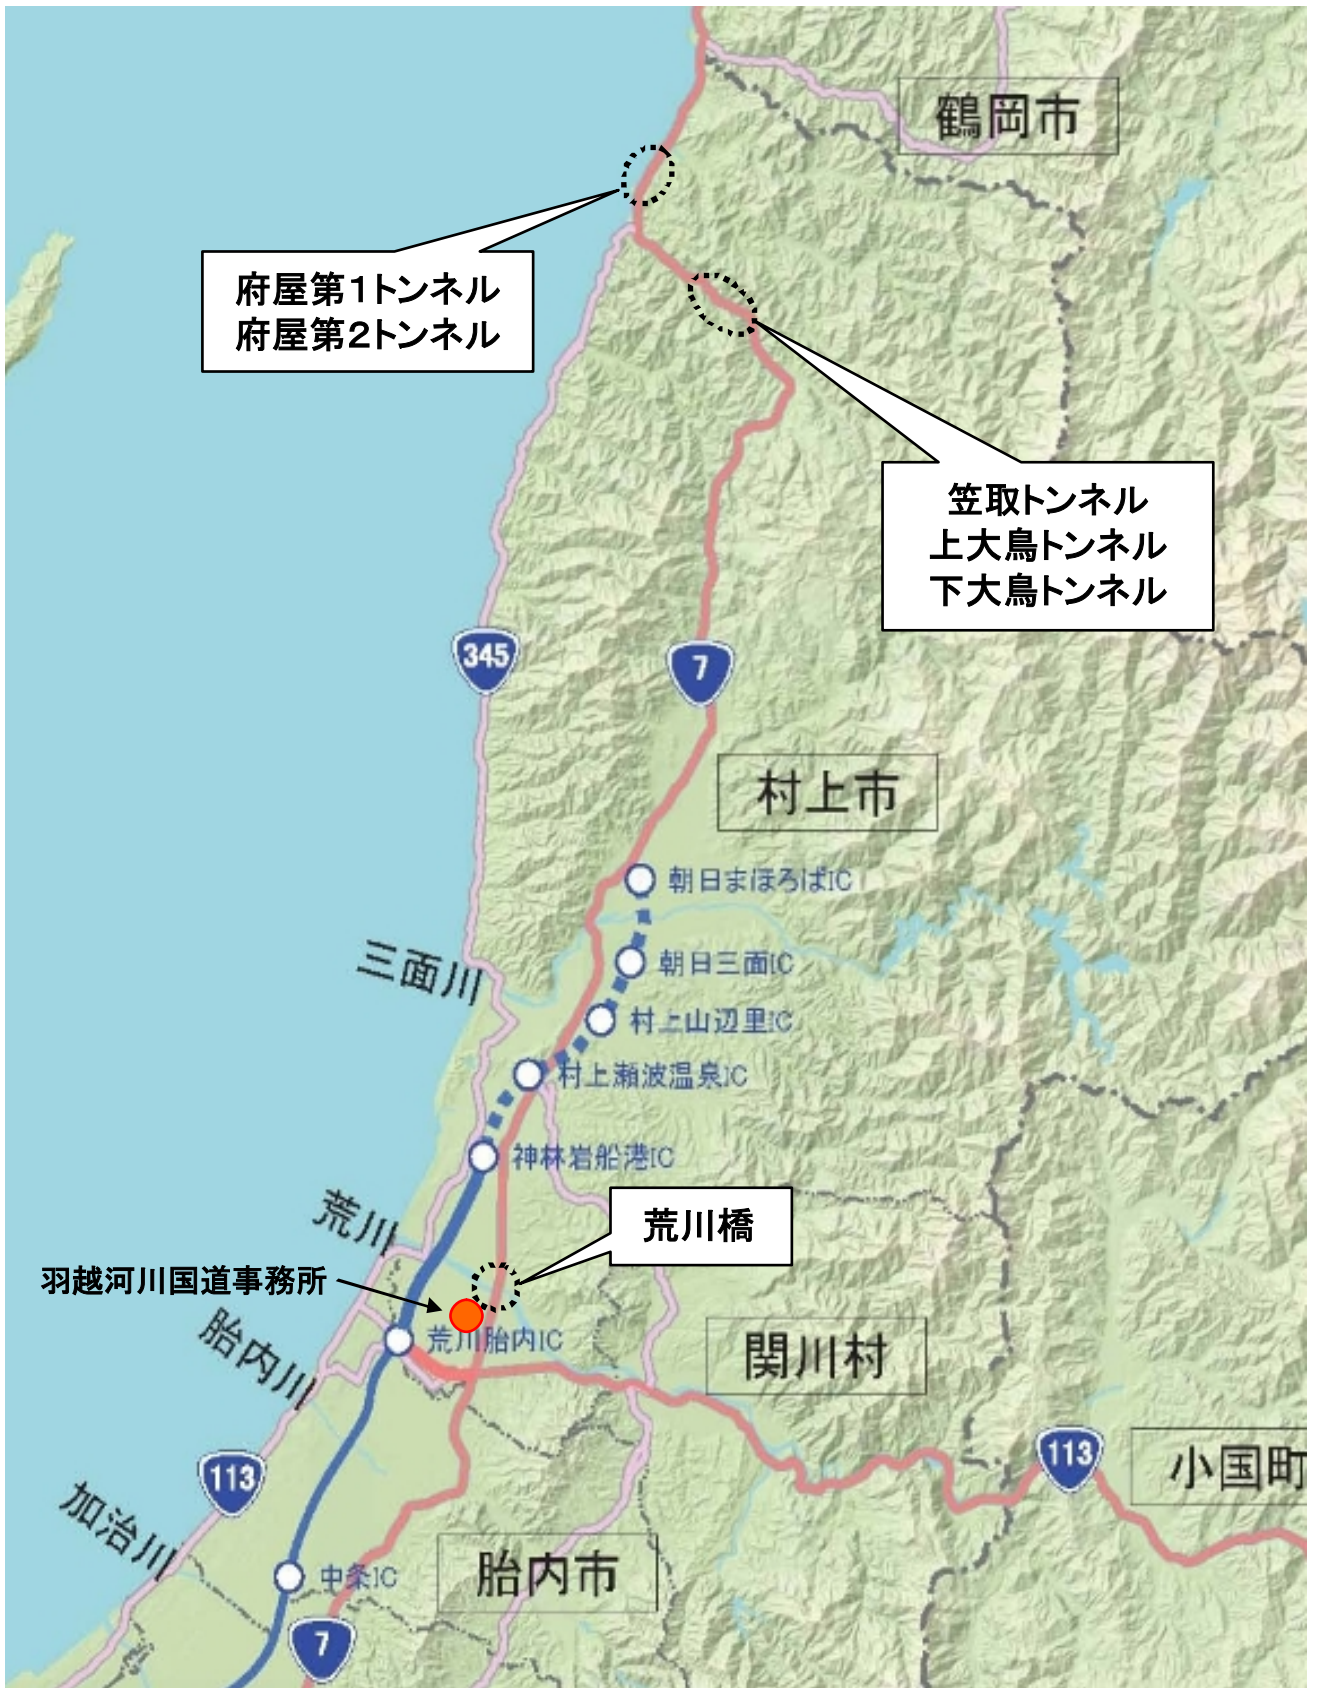 鶴岡市
府屋第1トンネル
府屋第2トンネル
笠取トンネル
上大鳥トンネル
下大鳥トンネル
345
7
村上市
朝日まほろばIC
三面川
朝日三面IC
村上山辺里IC
村上瀬波温泉IC
神林岩船港IC
荒川
荒川橋
羽越河川国道事務所
胎内川
荒川胎内IC
関川村
113
113
小国町
加治川
中条IC
胎内市
7